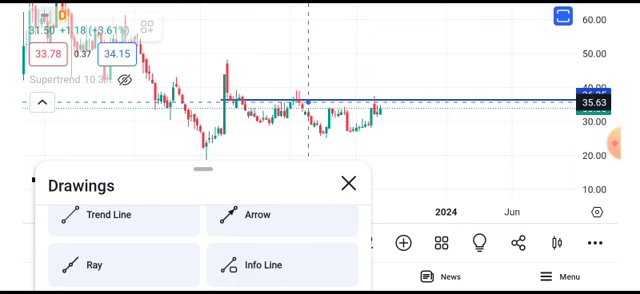 D
31.50 +1.18 (+3.61%)
33.78 0.37 34.15
Supertrend 10 3
60.00
50.00
40.00
35.63
30.00
20.00
10.00
2024 Jun
Drawings
Trend Line
Arrow
Ray
Info Line
News
Menu